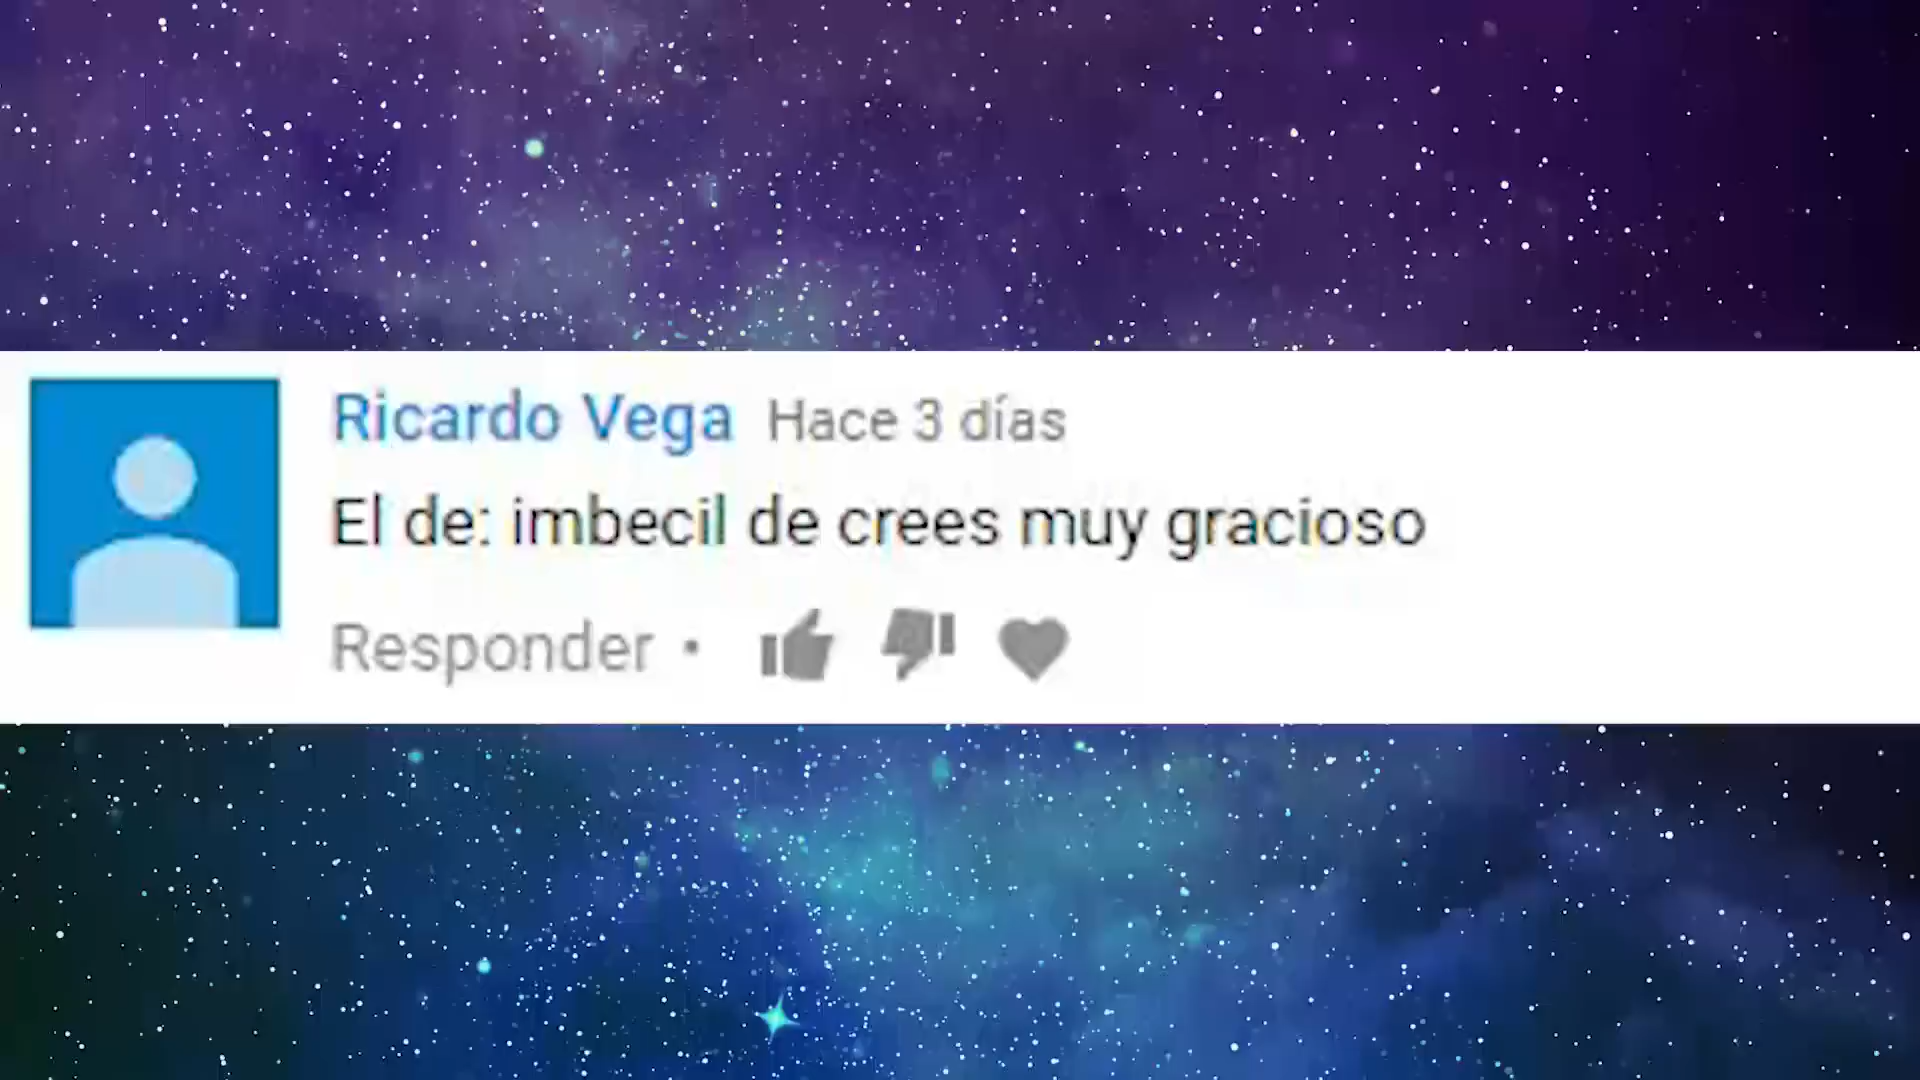 Ricardo Vega Hace 3 días
El de: imbecil de crees muy gracioso
Responder •